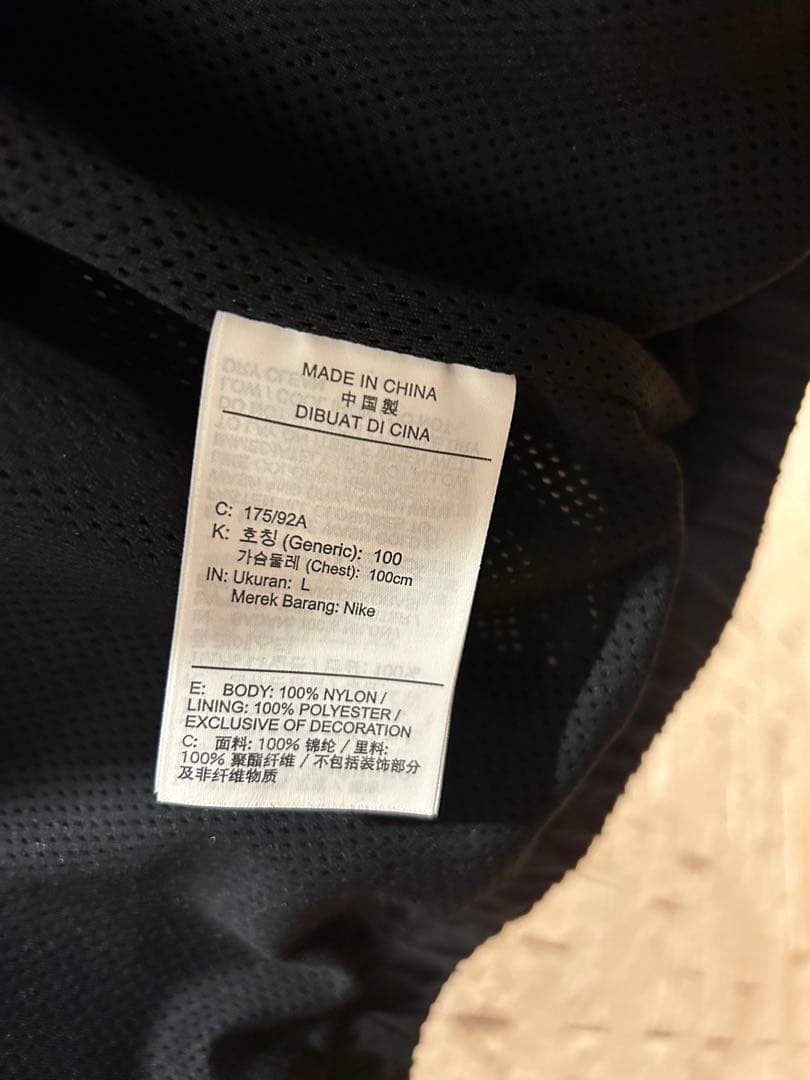 MADE IN CHINA
中国製
DIBUAT DI CINA
C: 175/92A
K: 호칭 (Generic): 100
가슴둘레 (Chest): 100cm
IN: Ukuran: L
Merek Barang: Nike
E: BODY: 100% NYLON /
LINING: 100% POLYESTER /
EXCLUSIVE OF DECORATION
C: 面料: 100% 锦纶 / 里料:
100% 聚酯纤维 / 不包括装饰部分
及非纤维物质